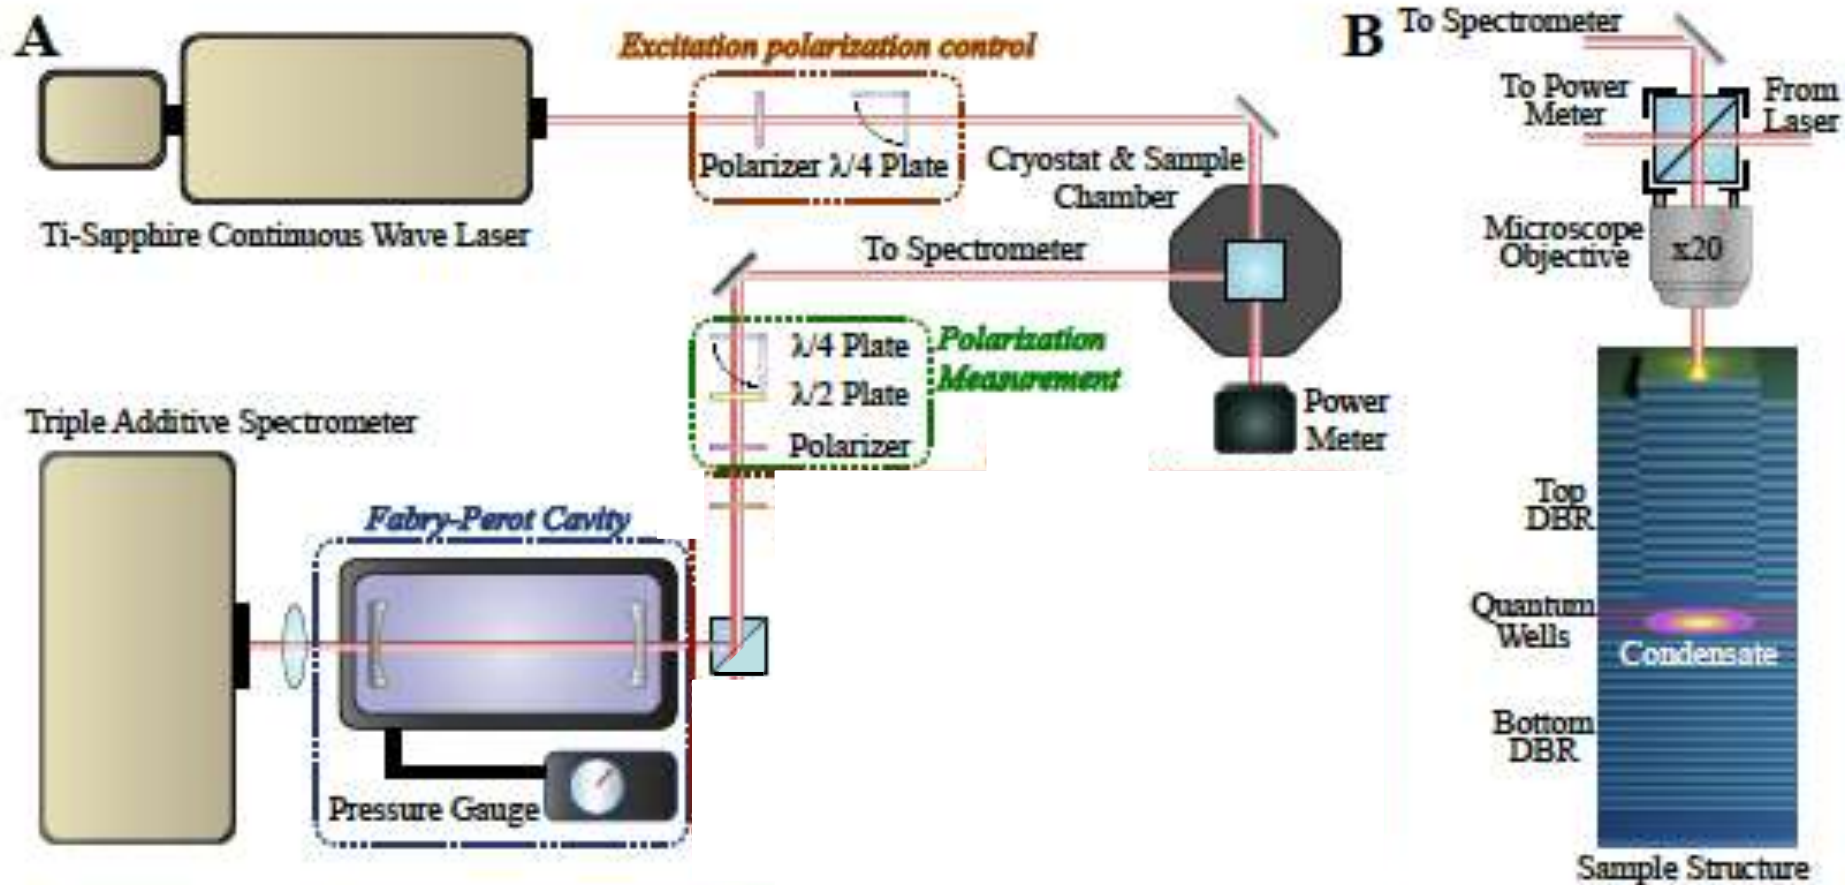 A
Excitation polarization control
Polarizer λ/4 Plate
Ti-Sapphire Continuous Wave Laser
Cryostat & Sample
Chamber
To Spectrometer
λ/4 Plate
λ/2 Plate
Polarizer
Polarization
Measurement
Power
Meter
Triple Additive Spectrometer
Fabry-Perot Cavity
Pressure Gauge
B
To Spectrometer
To Power
Meter
From
Laser
Microscope
Objective
x20
Top
DBR
Quantum
Wells
Condensate
Bottom
DBR
Sample Structure